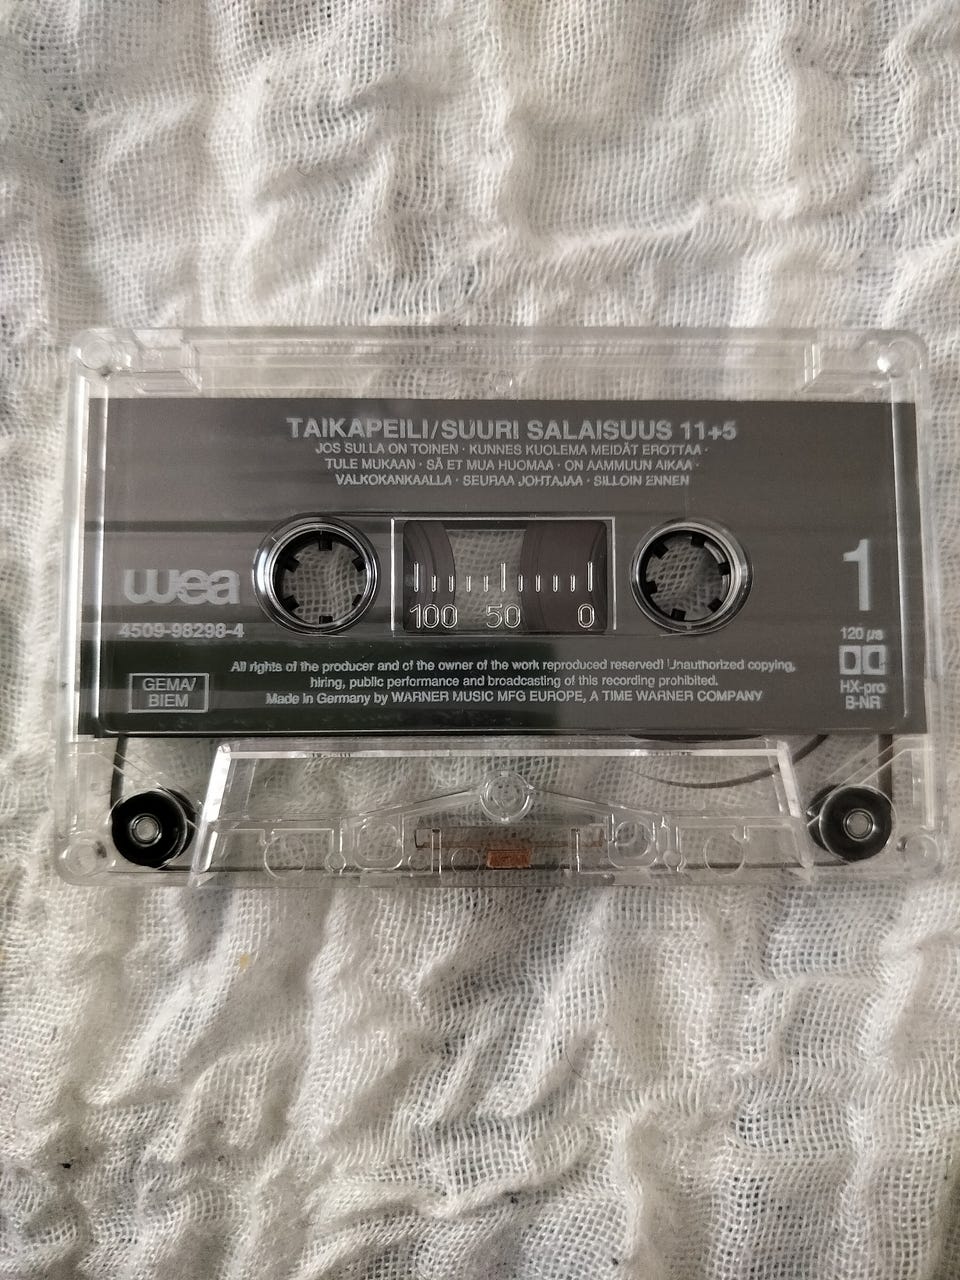 TAIKAPEILI/SUURI SALAISUUS 11+5
JOS SULLA ON TOINEN · KUNNES KUOLEMA MEIDÄT EROTTAA ·
TULE MUKAAN · SÄ ET MUA HUOMAA · ON AAMUUN AIKAA ·
VALKOKANKAALLA · SEURAA JOHTAJAA · SILLOIN ENNEN
wea
4509-98298-4
100 50 0
1
120 µs
HX-pro
B-NR
GEMA/
BIEM
All rights of the producer and of the owner of the work reproduced reserved! Unauthorized copying,
hiring, public performance and broadcasting of this recording prohibited.
Made in Germany by WARNER MUSIC MFG EUROPE, A TIME WARNER COMPANY